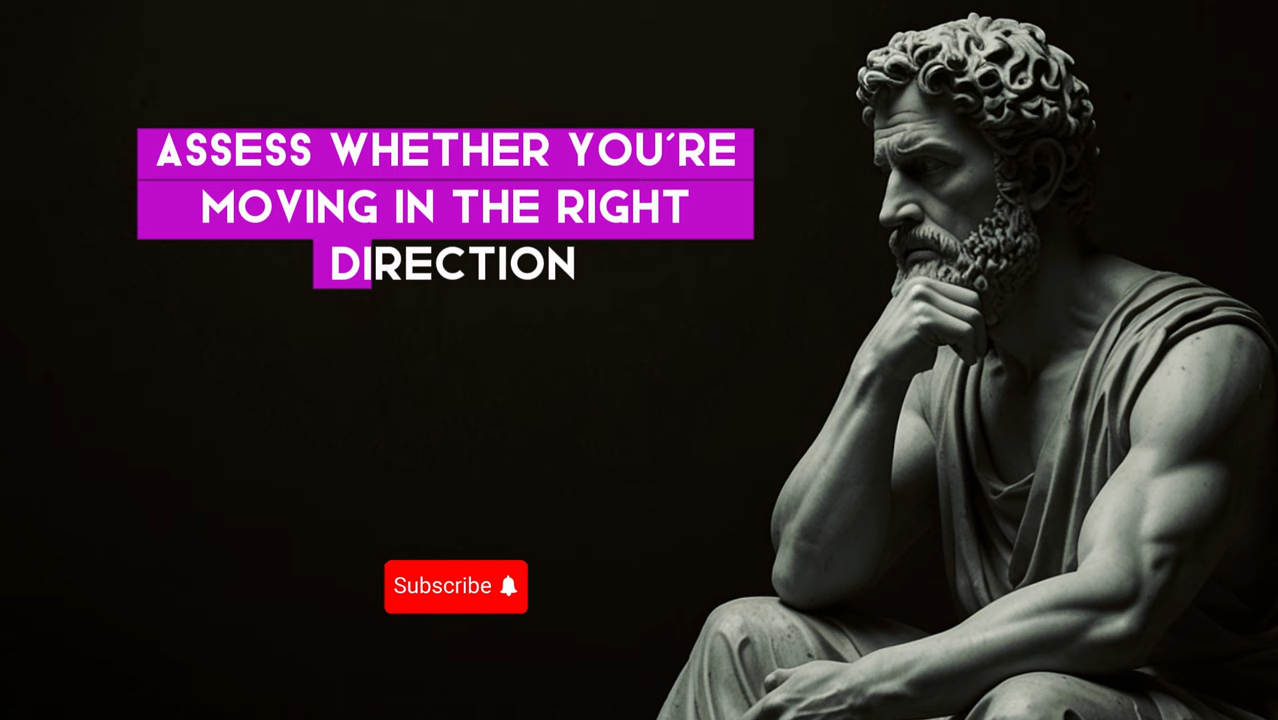 ASSESS WHETHER YOU'RE
MOVING IN THE RIGHT
DIRECTION
Subscribe